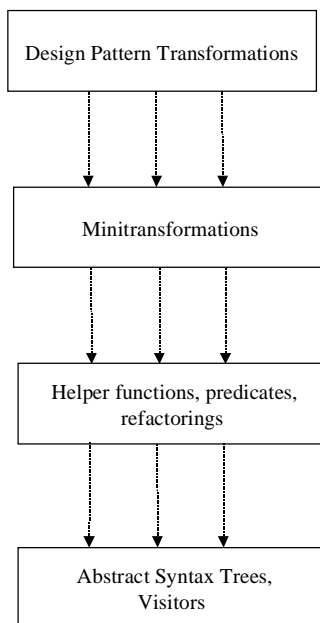 Design Pattern Transformations
Minitransformations
Helper functions, predicates,
refactorings
Abstract Syntax Trees,
Visitors